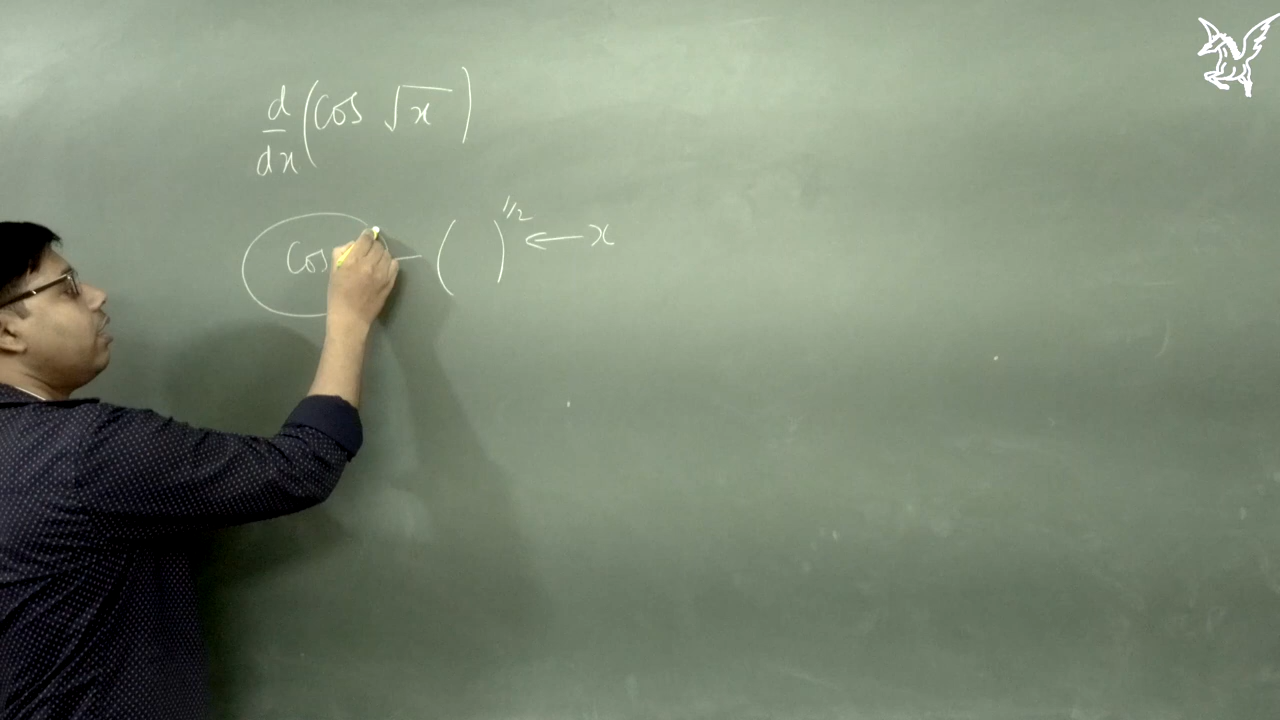 d/dx (cos √x)
cos ← ( )^{1/2} ← x